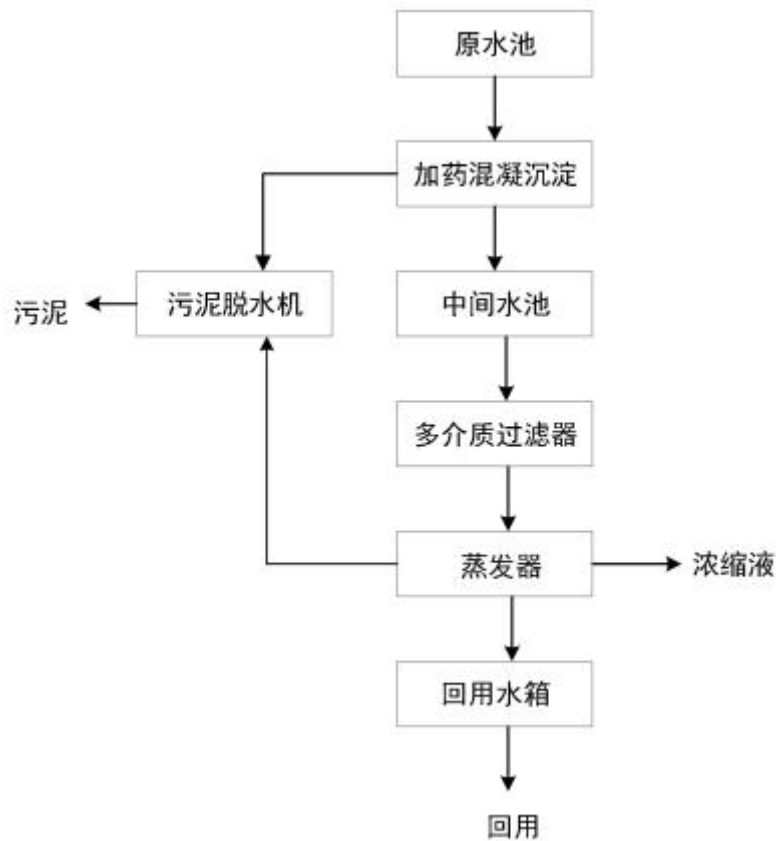 原水池
加药混凝沉淀
污泥
污泥脱水机
中间水池
多介质过滤器
蒸发器
浓缩液
回用水箱
回用